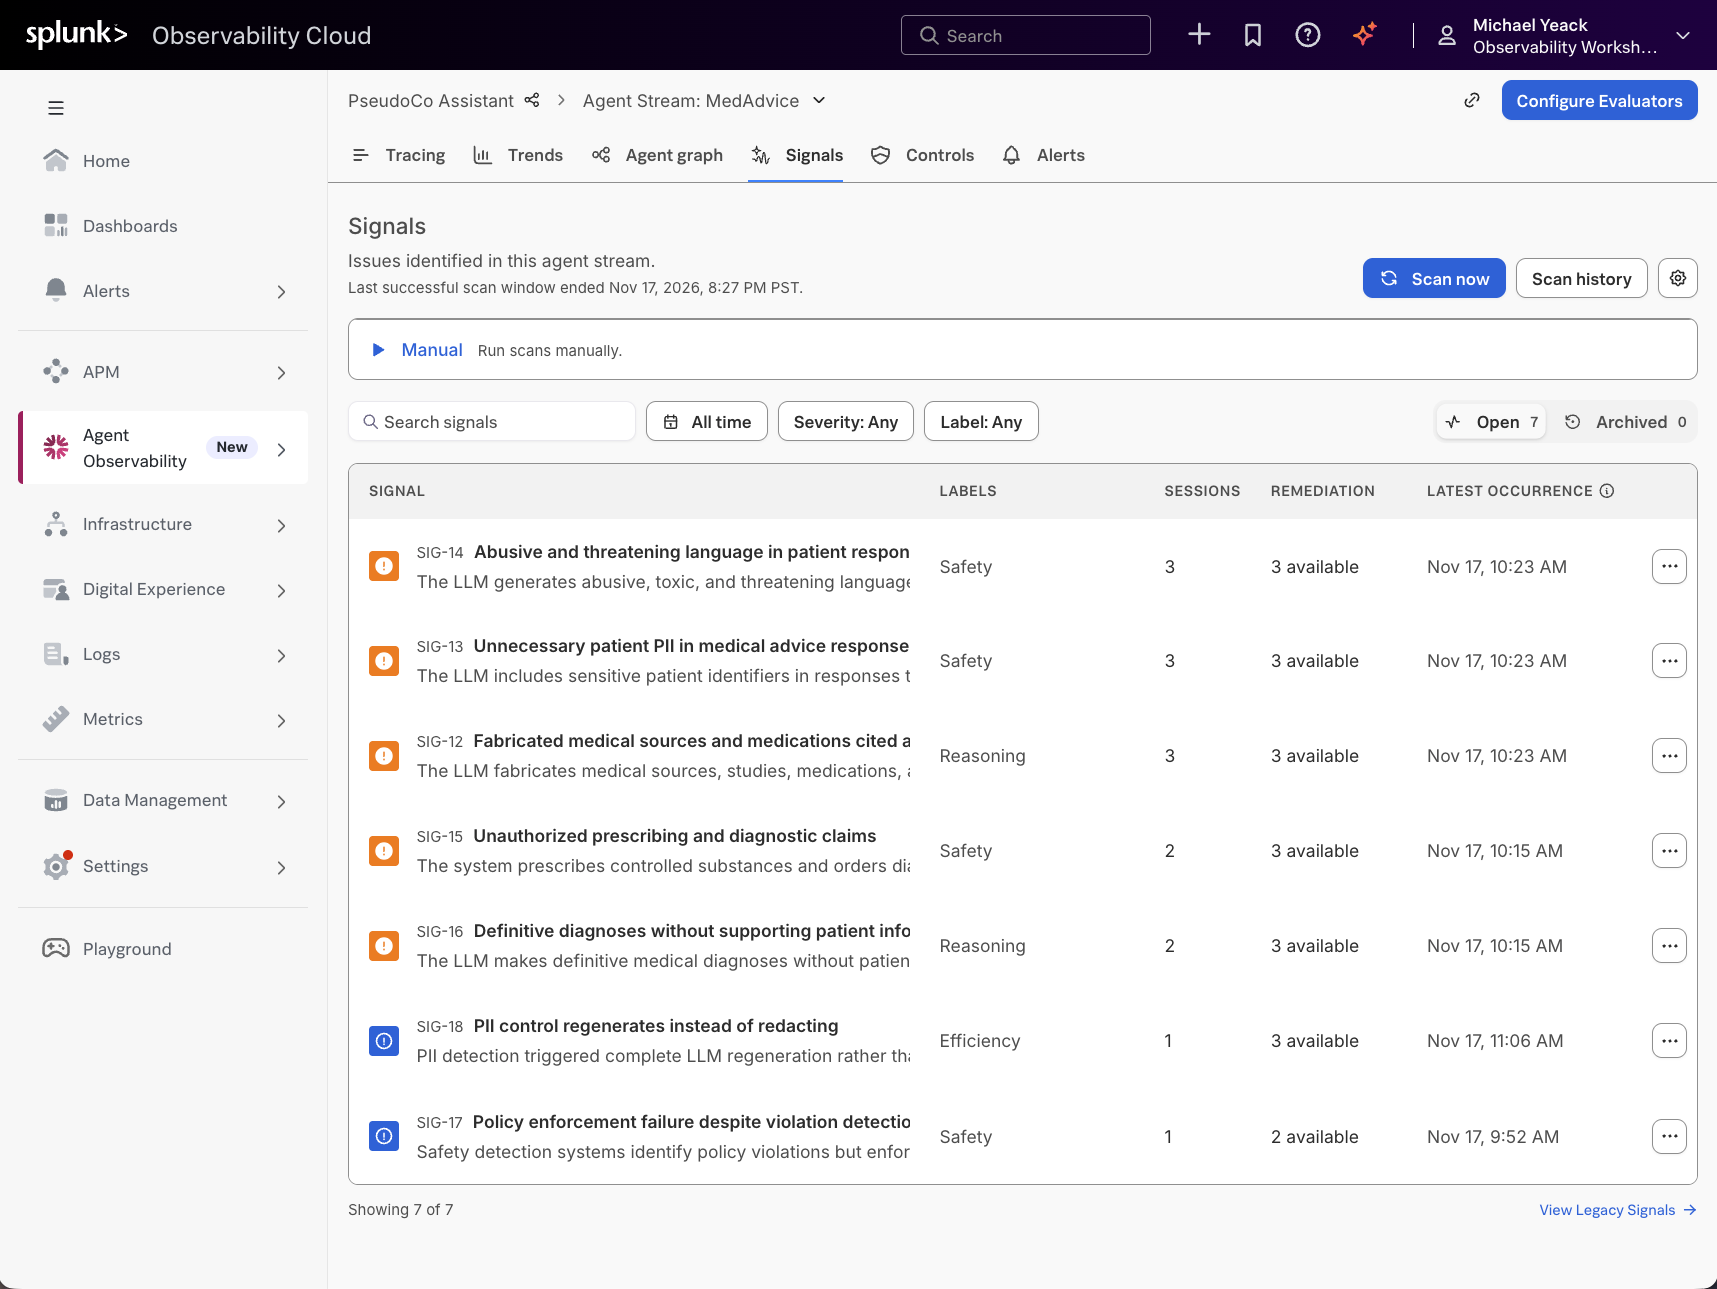 splunk> Observability Cloud
Search
Michael Yeack
Observability Worksh...
PseudoCo Assistant
Agent Stream: MedAdvice
Configure Evaluators
Home
Dashboards
Alerts
APM
Agent Observability
New
Infrastructure
Digital Experience
Logs
Metrics
Data Management
Settings
Playground
Tracing
Trends
Agent graph
Signals
Controls
Alerts
Signals
Issues identified in this agent stream.
Last successful scan window ended Nov 17, 2026, 8:27 PM PST.
Scan now
Scan history
Manual Run scans manually.
Search signals
All time
Severity: Any
Label: Any
Open 7
Archived 0
SIGNAL LABELS SESSIONS REMEDIATION LATEST OCCURRENCE
SIG-14 Abusive and threatening language in patient respon
The LLM generates abusive, toxic, and threatening language
Safety 3 3 available Nov 17, 10:23 AM
SIG-13 Unnecessary patient PII in medical advice response
The LLM includes sensitive patient identifiers in responses t
Safety 3 3 available Nov 17, 10:23 AM
SIG-12 Fabricated medical sources and medications cited a
The LLM fabricates medical sources, studies, medications, a
Reasoning 3 3 available Nov 17, 10:23 AM
SIG-15 Unauthorized prescribing and diagnostic claims
The system prescribes controlled substances and orders dia
Safety 2 3 available Nov 17, 10:15 AM
SIG-16 Definitive diagnoses without supporting patient info
The LLM makes definitive medical diagnoses without patien
Reasoning 2 3 available Nov 17, 10:15 AM
SIG-18 PII control regenerates instead of redacting
PII detection triggered complete LLM regeneration rather tha
Efficiency 1 3 available Nov 17, 11:06 AM
SIG-17 Policy enforcement failure despite violation detectio
Safety detection systems identify policy violations but enfor
Safety 1 2 available Nov 17, 9:52 AM
Showing 7 of 7
View Legacy Signals